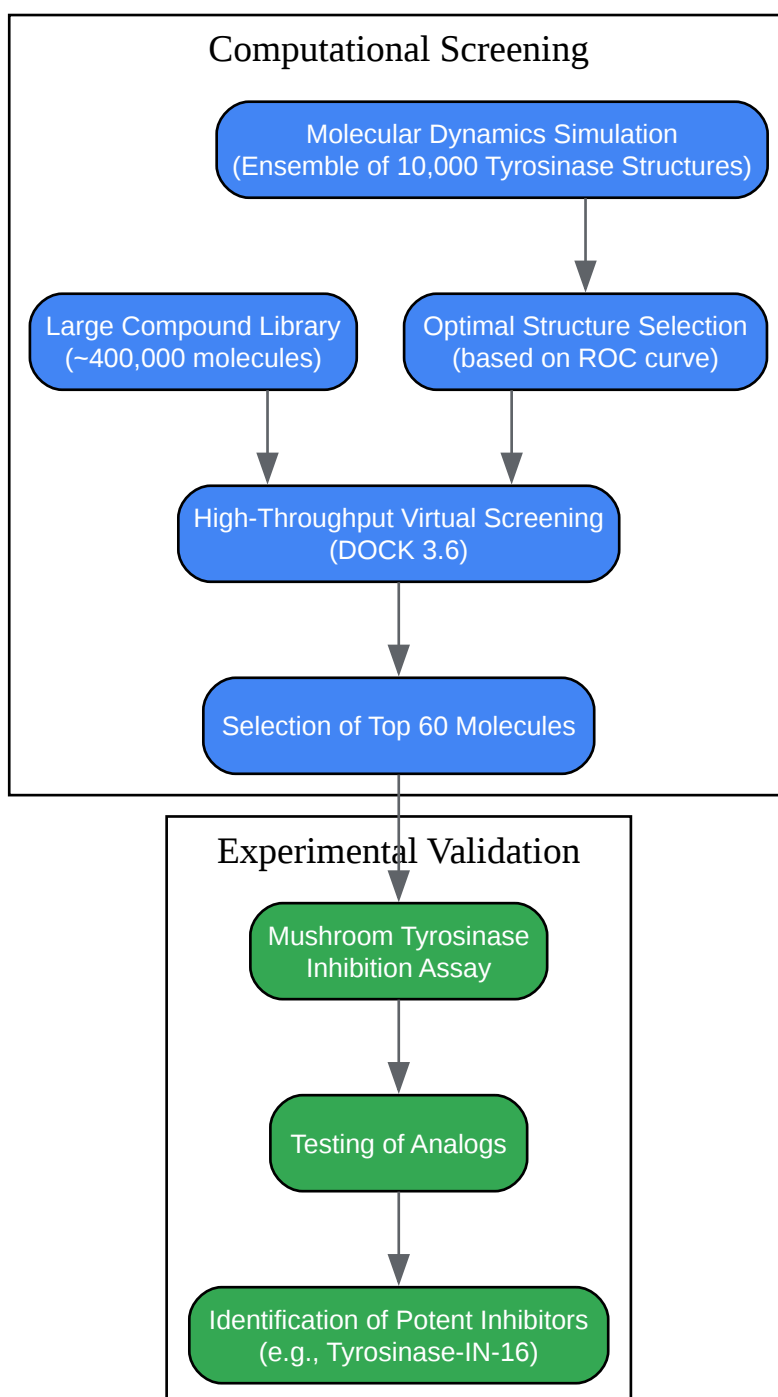 Computational Screening
Molecular Dynamics Simulation
(Ensemble of 10,000 Tyrosinase Structures)
Large Compound Library
(~400,000 molecules)
Optimal Structure Selection
(based on ROC curve)
High-Throughput Virtual Screening
(DOCK 3.6)
Selection of Top 60 Molecules
Experimental Validation
Mushroom Tyrosinase
Inhibition Assay
Testing of Analogs
Identification of Potent Inhibitors
(e.g., Tyrosinase-IN-16)